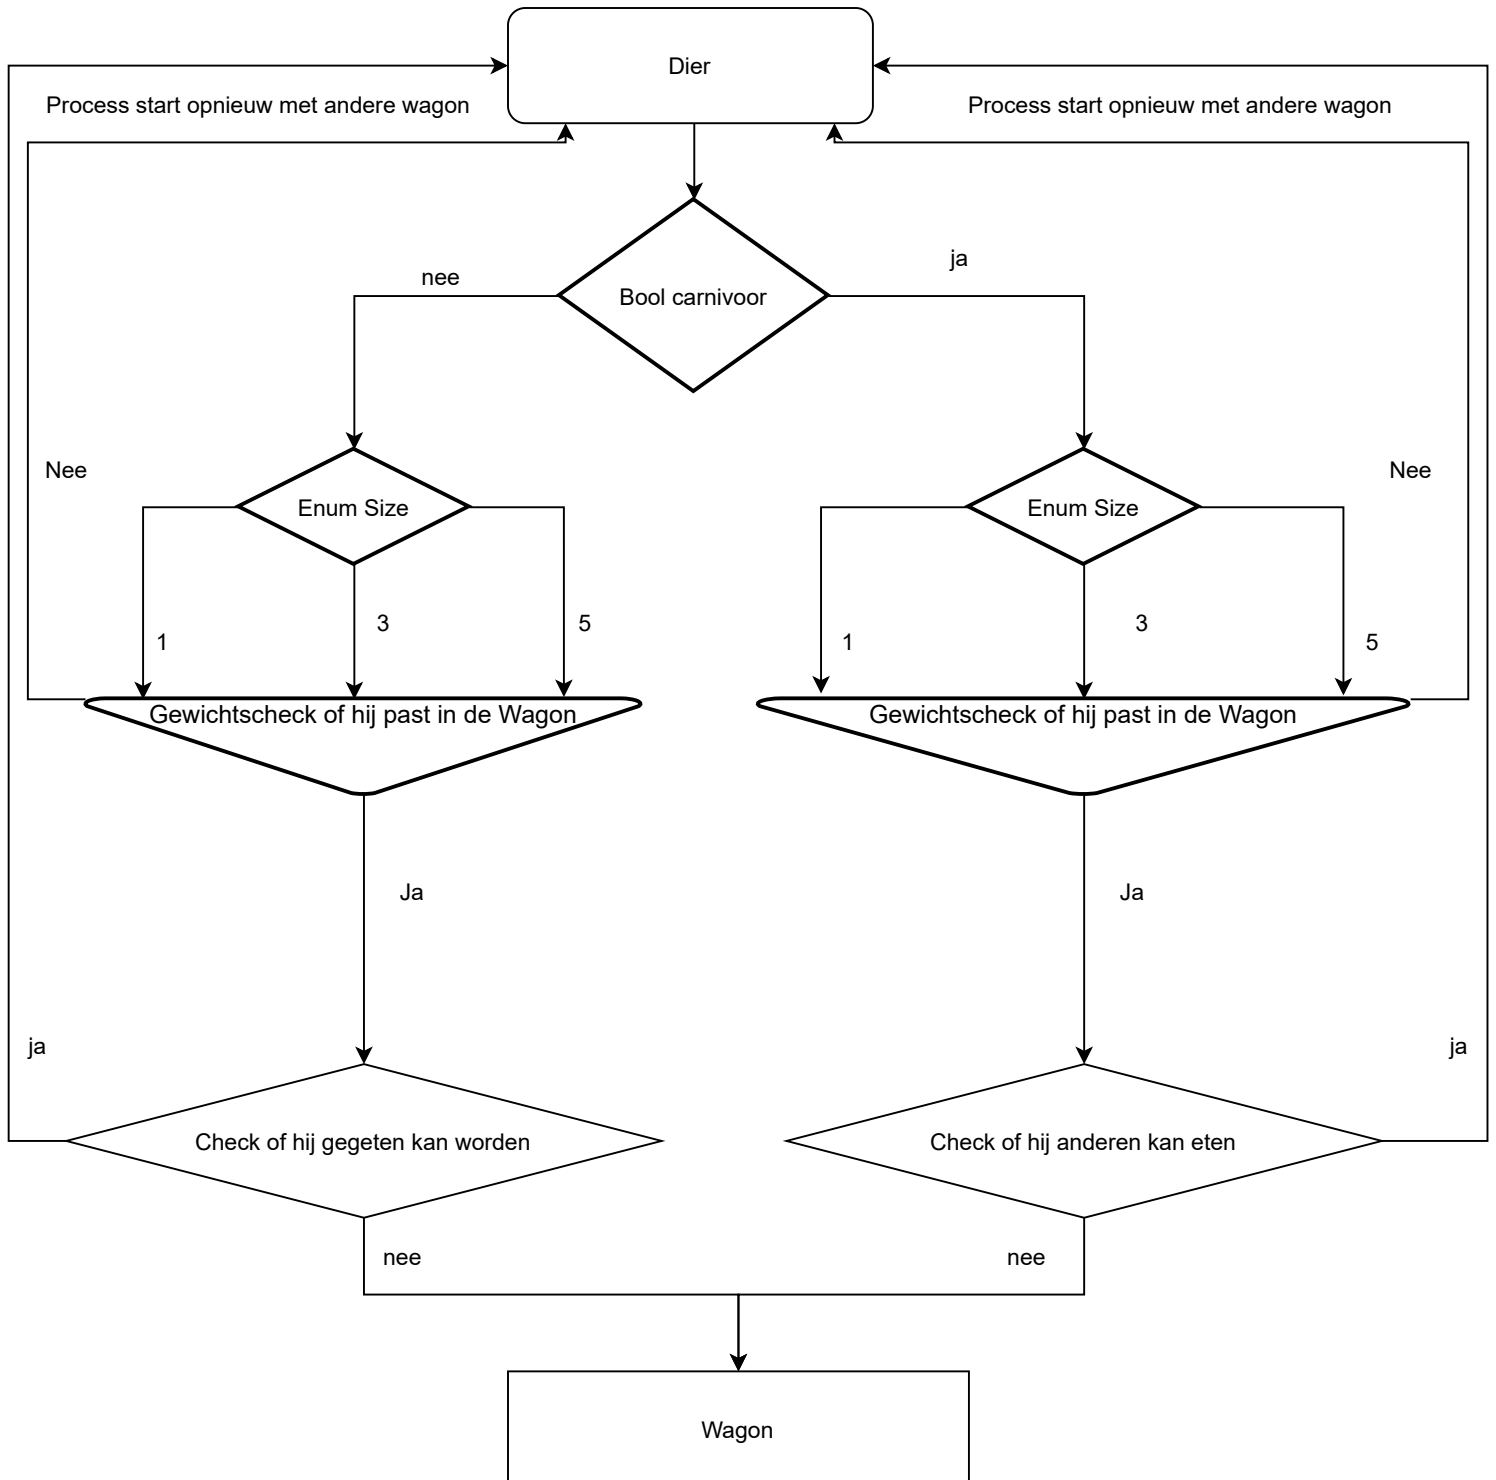 Dier
Process start opnieuw met andere wagon
Process start opnieuw met andere wagon
nee
ja
Bool carnivoor
Nee
Nee
Enum Size
Enum Size
1
3
5
1
3
5
Gewichtscheck of hij past in de Wagon
Gewichtscheck of hij past in de Wagon
Ja
Ja
ja
ja
Check of hij gegeten kan worden
Check of hij anderen kan eten
nee
nee
Wagon